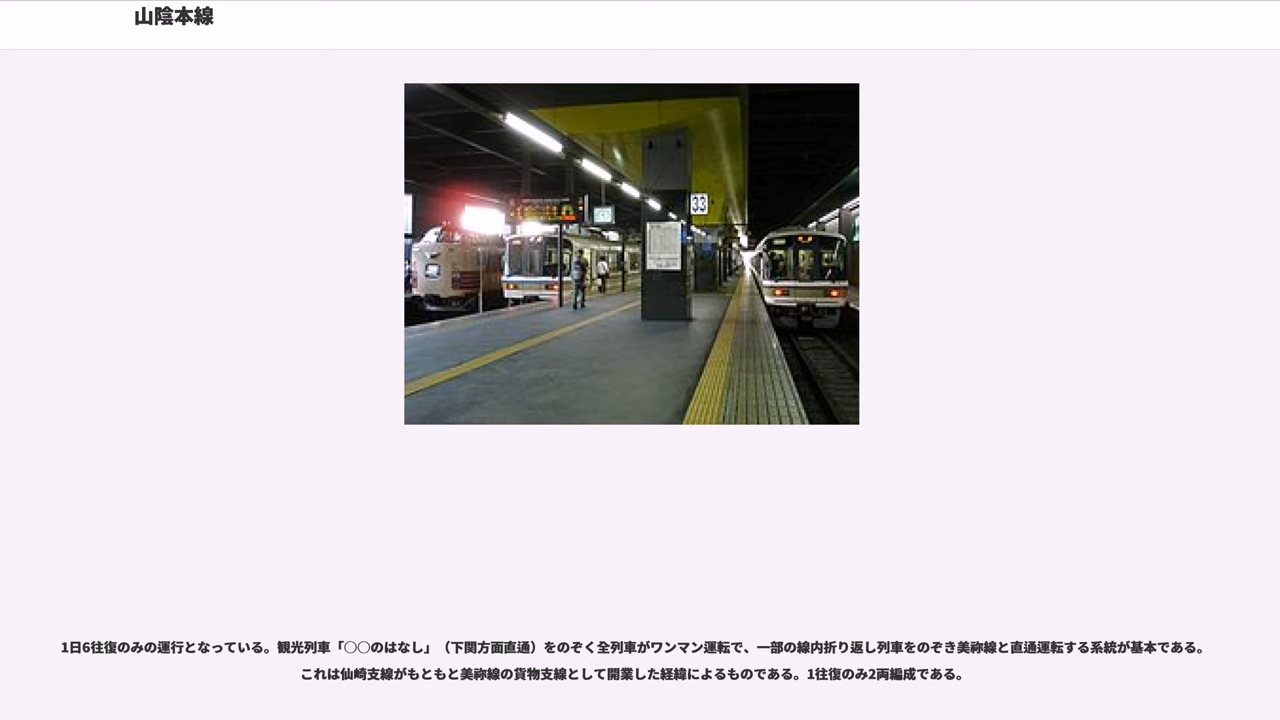 山陰本線
33
1日6往復のみの運行となっている。観光列車「○○のはなし」（下関方面直通）をのぞく全列車がワンマン運転で、一部の線内折り返し列車をのぞき美祢線と直通運転する系統が基本である。
これは仙崎支線がもともと美祢線の貨物支線として開業した経緯によるものである。1往復のみ2両編成である。